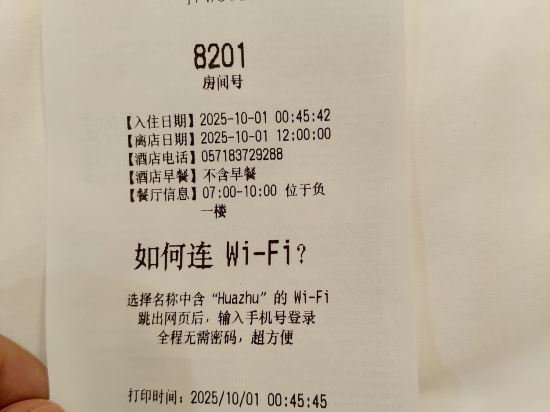 8201
房间号
【入住日期】2025-10-01 00:45:42
【离店日期】2025-10-01 12:00:00
【酒店电话】057183729288
【酒店早餐】不含早餐
【餐厅信息】07:00-10:00 位于负
一楼
如何连 Wi-Fi?
选择名称中含“Huazhu”的 Wi-Fi
跳出网页后，输入手机号登录
全程无需密码，超方便
打印时间：2025/10/01 00:45:45